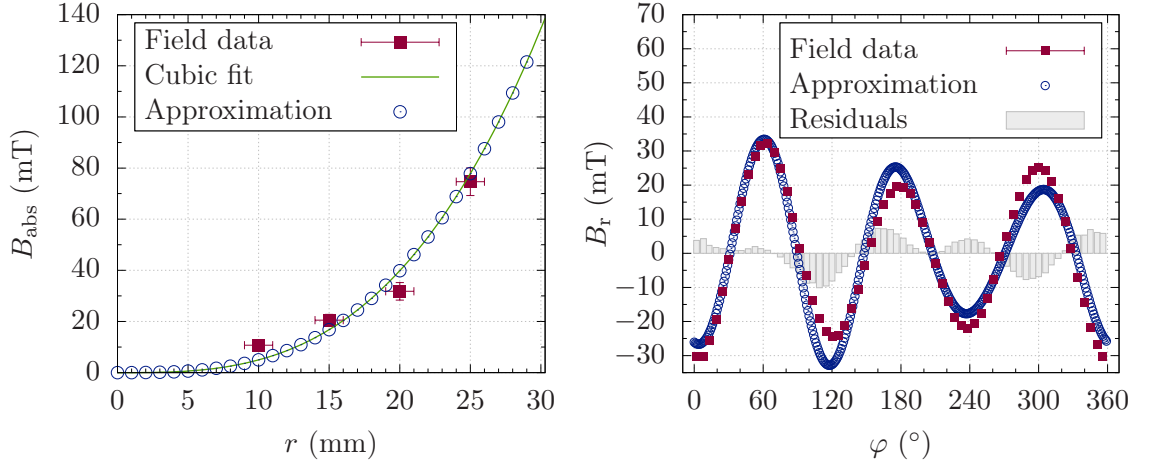 140
120
100
80
60
40
20
0
0 5 10 15 20 25 30
B_abs (mT)
r (mm)
Field data
Cubic fit
Approximation
70
60
50
40
30
20
10
0
−10
−20
−30
0 60 120 180 240 300 360
B_r (mT)
φ (°)
Field data
Approximation
Residuals